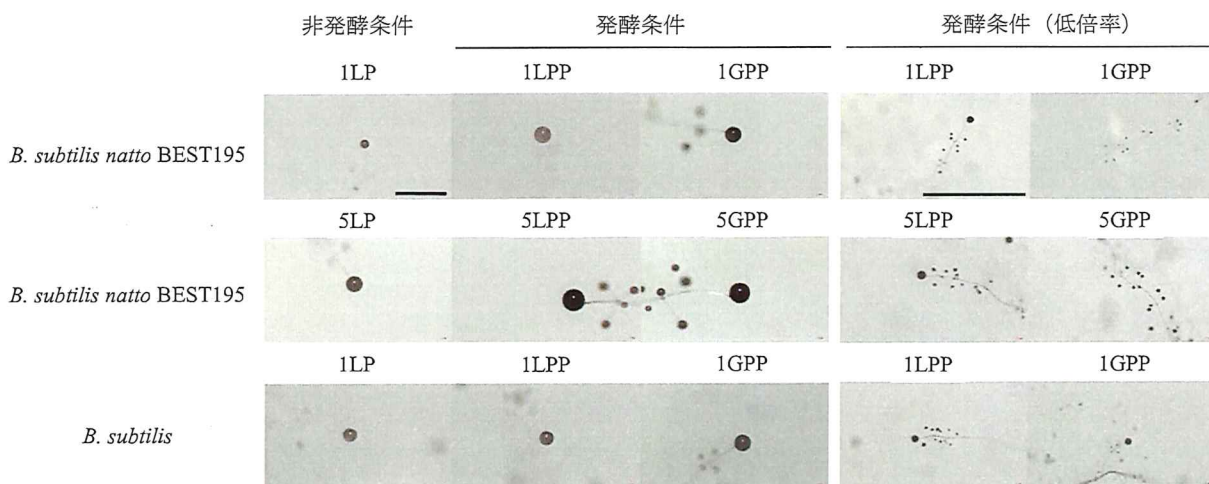 非発酵条件 発酵条件 発酵条件（低倍率）
1LP 1LPP 1GPP 1LPP 1GPP
B. subtilis natto BEST195
5LP 5LPP 5GPP 5LPP 5GPP
B. subtilis natto BEST195
1LP 1LPP 1GPP 1LPP 1GPP
B. subtilis